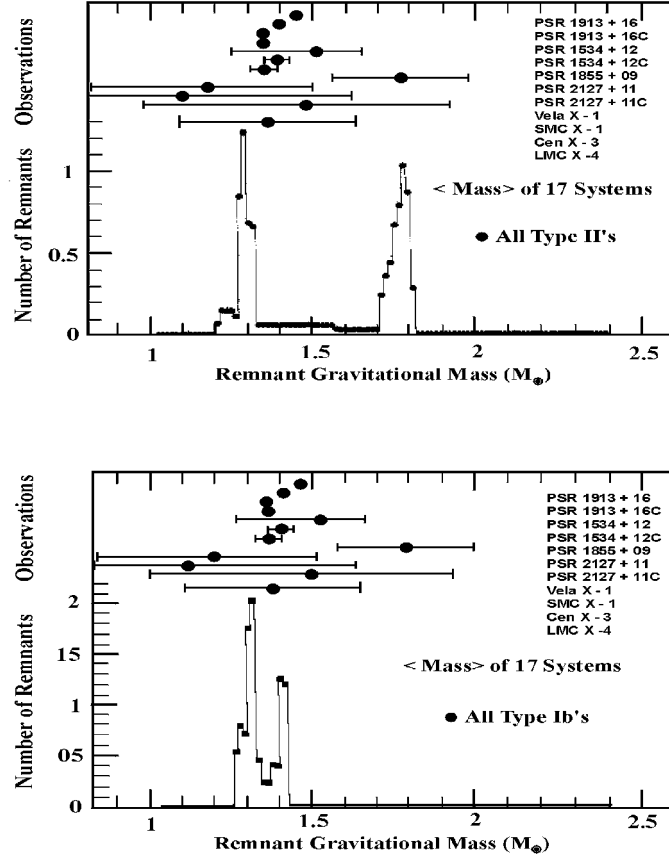 Observations
PSR 1913 + 16
PSR 1913 + 16C
PSR 1534 + 12
PSR 1534 + 12C
PSR 1855 + 09
PSR 2127 + 11
PSR 2127 + 11C
Vela X - 1
SMC X - 1
Cen X - 3
LMC X - 4
Number of Remnants
1
0.5
0
< Mass> of 17 Systems
All Type II's
1
1.5
2
2.5
Remnant Gravitational Mass (M⊙)
Observations
PSR 1913 + 16
PSR 1913 + 16C
PSR 1534 + 12
PSR 1534 + 12C
PSR 1855 + 09
PSR 2127 + 11
PSR 2127 + 11C
Vela X - 1
SMC X - 1
Cen X - 3
LMC X -4
Number of Remnants
2
15
1
05
0
< Mass> of 17 Systems
All Type Ib's
1
1.5
2
2.5
Remnant Gravitational Mass (M⊙)